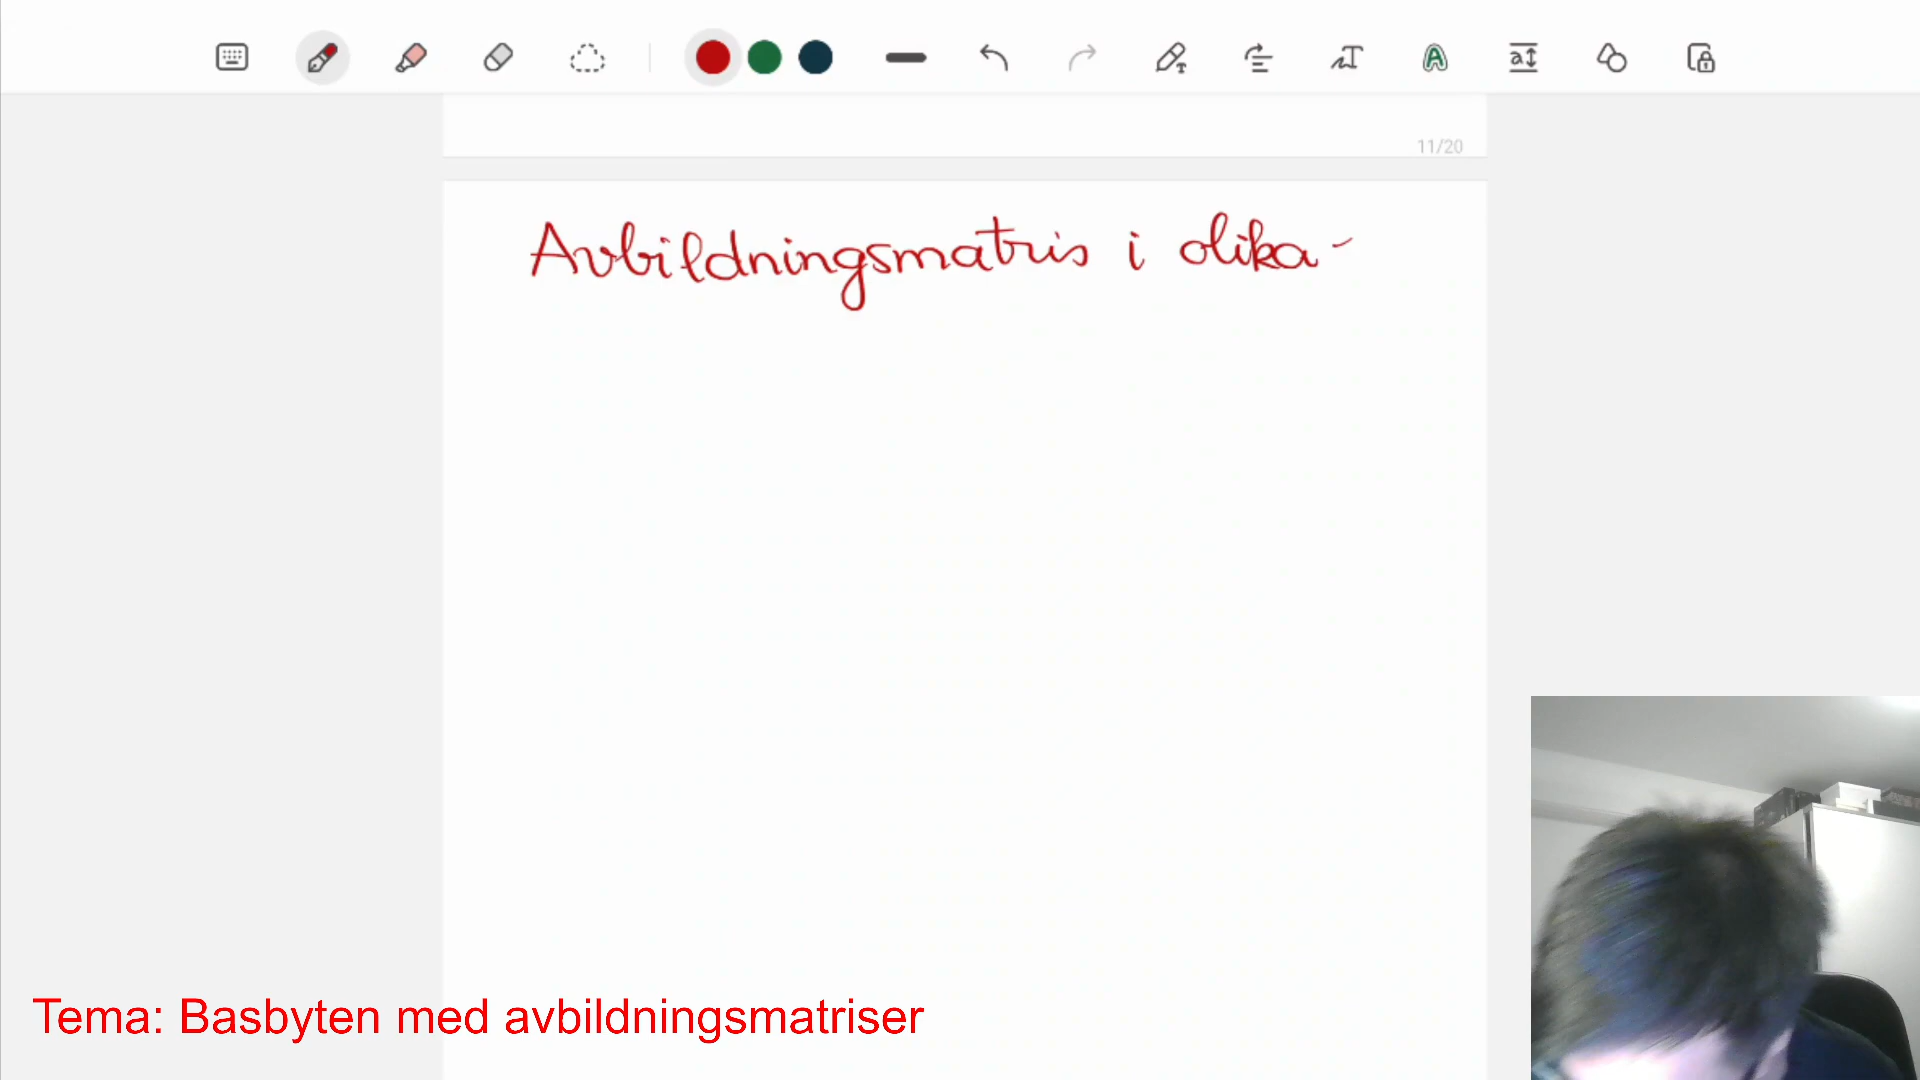 11/20
Avbildningsmatris i olika -
Tema: Basbyten med avbildningsmatriser